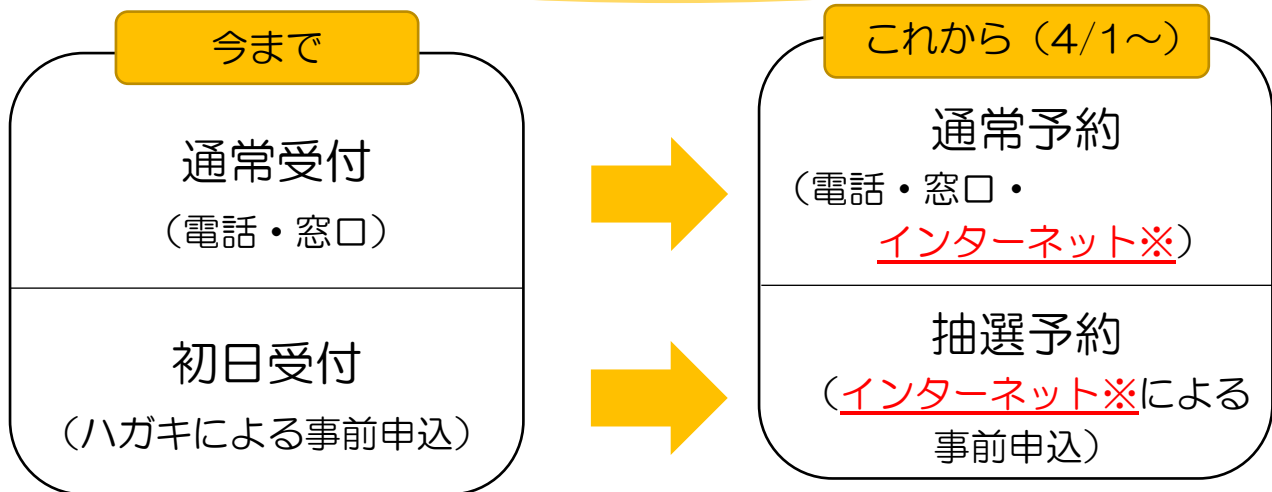 今まで
通常受付
（電話・窓口）
初日受付
（ハガキによる事前申込）
これから（4/1～）
通常予約
（電話・窓口・
インターネット※）
抽選予約
（インターネット※による
事前申込）